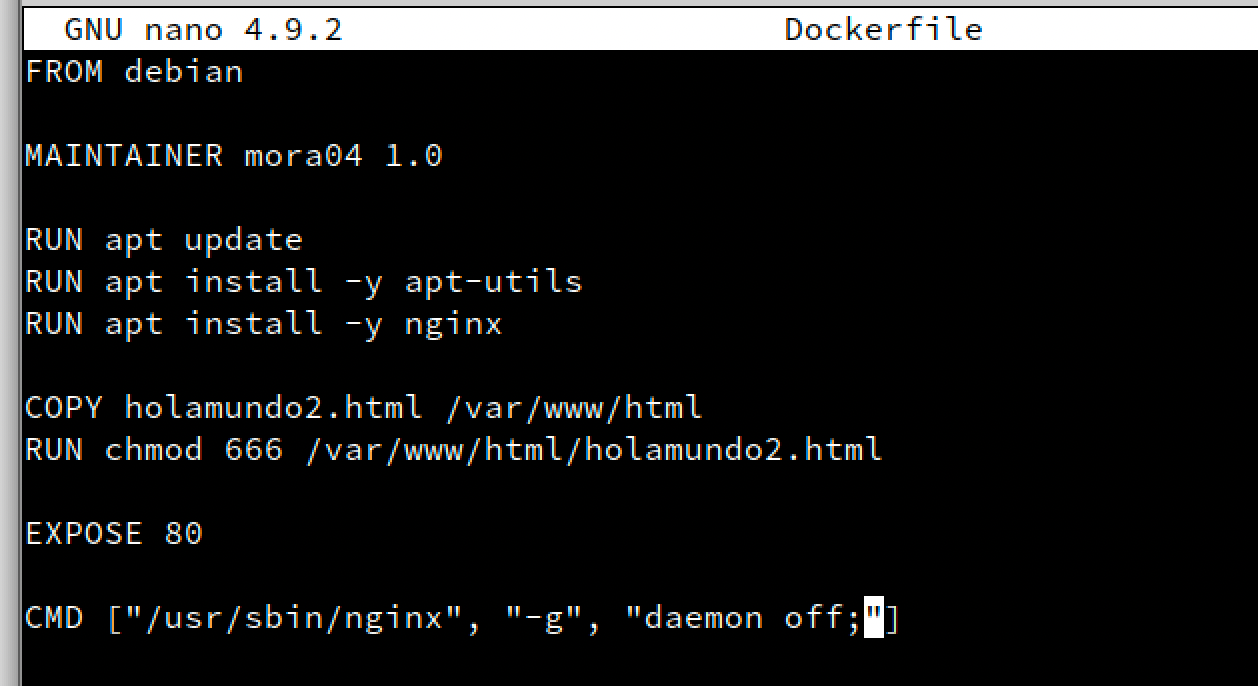 GNU nano 4.9.2 Dockerfile
FROM debian
MAINTAINER mora04 1.0
RUN apt update
RUN apt install -y apt-utils
RUN apt install -y nginx
COPY holamundo2.html /var/www/html
RUN chmod 666 /var/www/html/holamundo2.html
EXPOSE 80
CMD ["/usr/sbin/nginx", "-g", "daemon off;"]